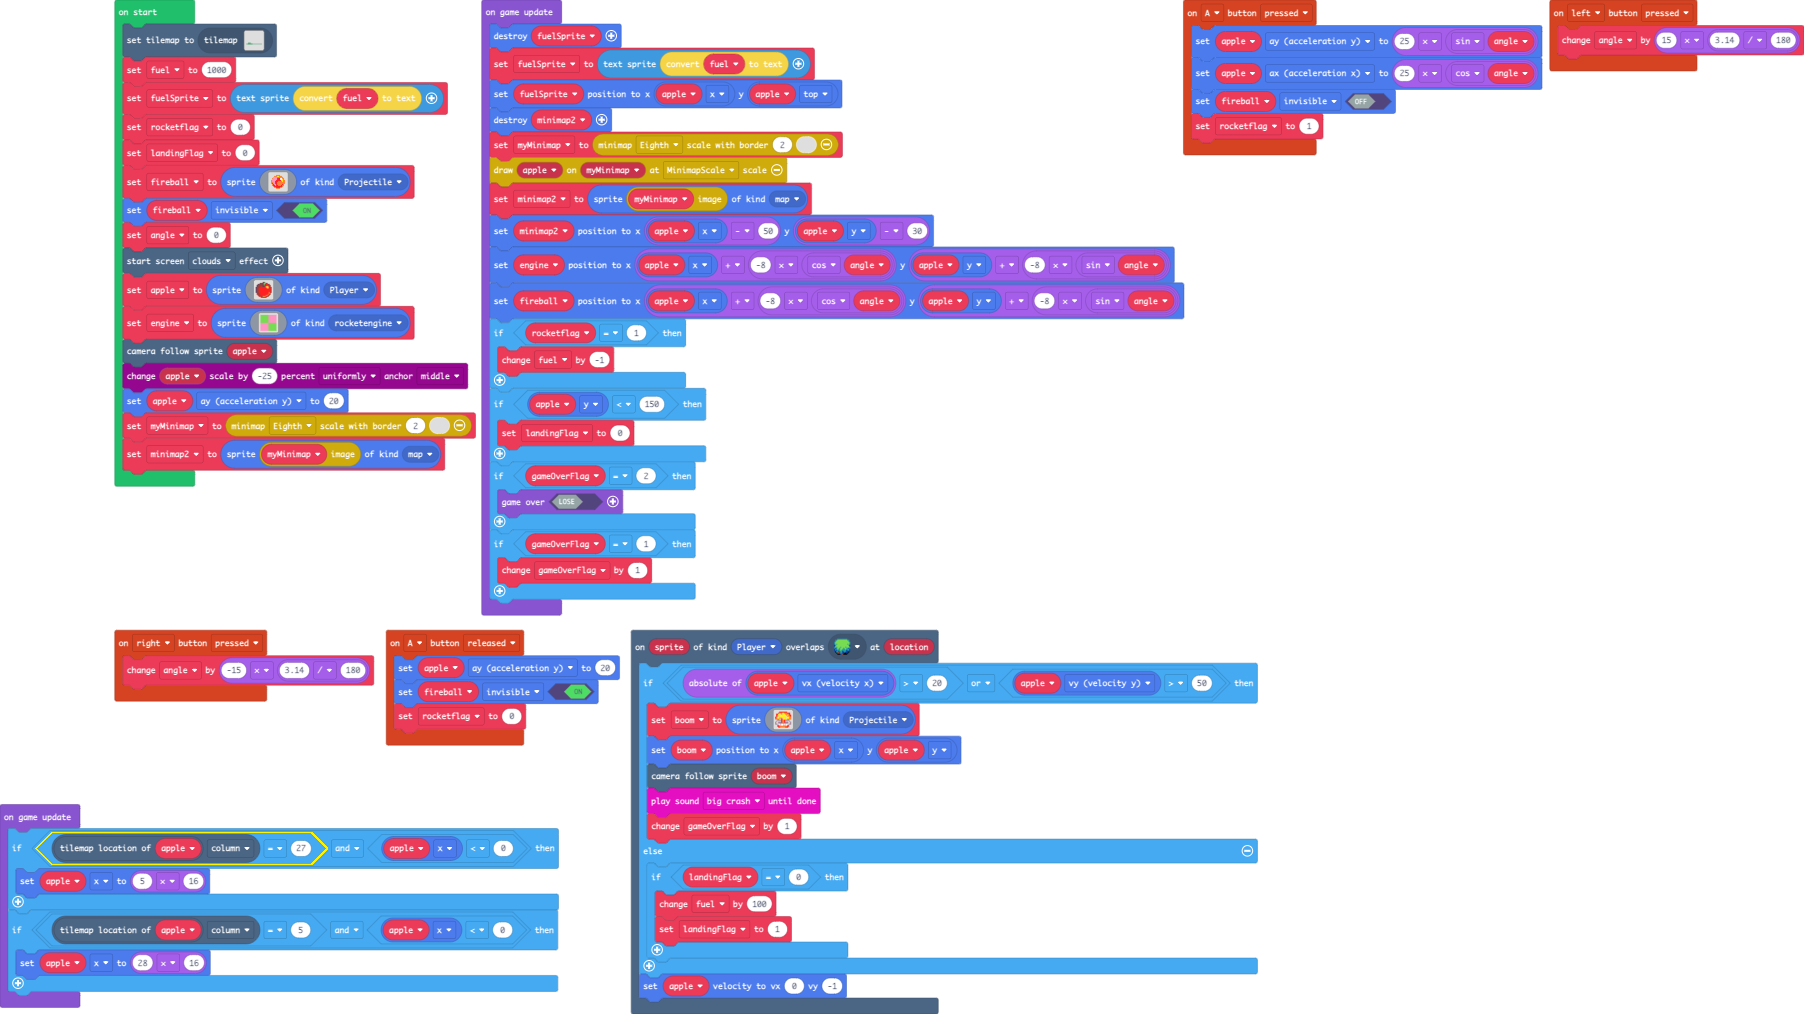 on start
set tilemap to tilemap
set fuel to 1000
set fuelSprite to text sprite convert fuel to text
set rocketflag to 0
set landingFlag to 0
set fireball to sprite of kind Projectile
set fireball invisible ON
set angle to 0
start screen clouds effect
set apple to sprite of kind Player
set engine to sprite of kind rocketengine
camera follow sprite apple
change apple scale by -25 percent uniformly anchor middle
set apple ay (acceleration y) to 20
set myMinimap to minimap Eighth scale with border 2
set minimap2 to sprite myMinimap image of kind map
on game update
destroy fuelSprite
set fuelSprite to text sprite convert fuel to text
set fuelSprite position to x apple x y apple top
destroy minimap2
set myMinimap to minimap Eighth scale with border 2
draw apple on myMinimap at MinimapScale scale
set minimap2 to sprite myMinimap image of kind map
set minimap2 position to x apple x - 50 y apple y - 30
set engine position to x apple x + -8 × cos angle y apple y + -8 × sin angle
set fireball position to x apple x + -8 × cos angle y apple y + -8 × sin angle
if rocketflag = 1 then
change fuel by -1
if apple y < 150 then
set landingFlag to 0
if gameOverFlag = 2 then
game over LOSE
if gameOverFlag = 1 then
change gameOverFlag by 1
on A button pressed
set apple ay (acceleration y) to 25 × sin angle
set apple ax (acceleration x) to 25 × cos angle
set fireball invisible OFF
set rocketflag to 1
on left button pressed
change angle by 15 × 3.14 / 180
on right button pressed
change angle by -15 × 3.14 / 180
on A button released
set apple ay (acceleration y) to 20
set fireball invisible ON
set rocketflag to 0
on sprite of kind Player overlaps at location
if absolute of apple vx (velocity x) > 20 or apple vy (velocity y) > 50 then
set boom to sprite of kind Projectile
set boom position to x apple x y apple y
camera follow sprite boom
play sound big crash until done
change gameOverFlag by 1
else
if landingFlag = 0 then
change fuel by 100
set landingFlag to 1
set apple velocity to vx 0 vy -1
on game update
if tilemap location of apple column = 27 and apple x < 0 then
set apple x to 5 × 16
if tilemap location of apple column = 5 and apple x < 0 then
set apple x to 28 × 16